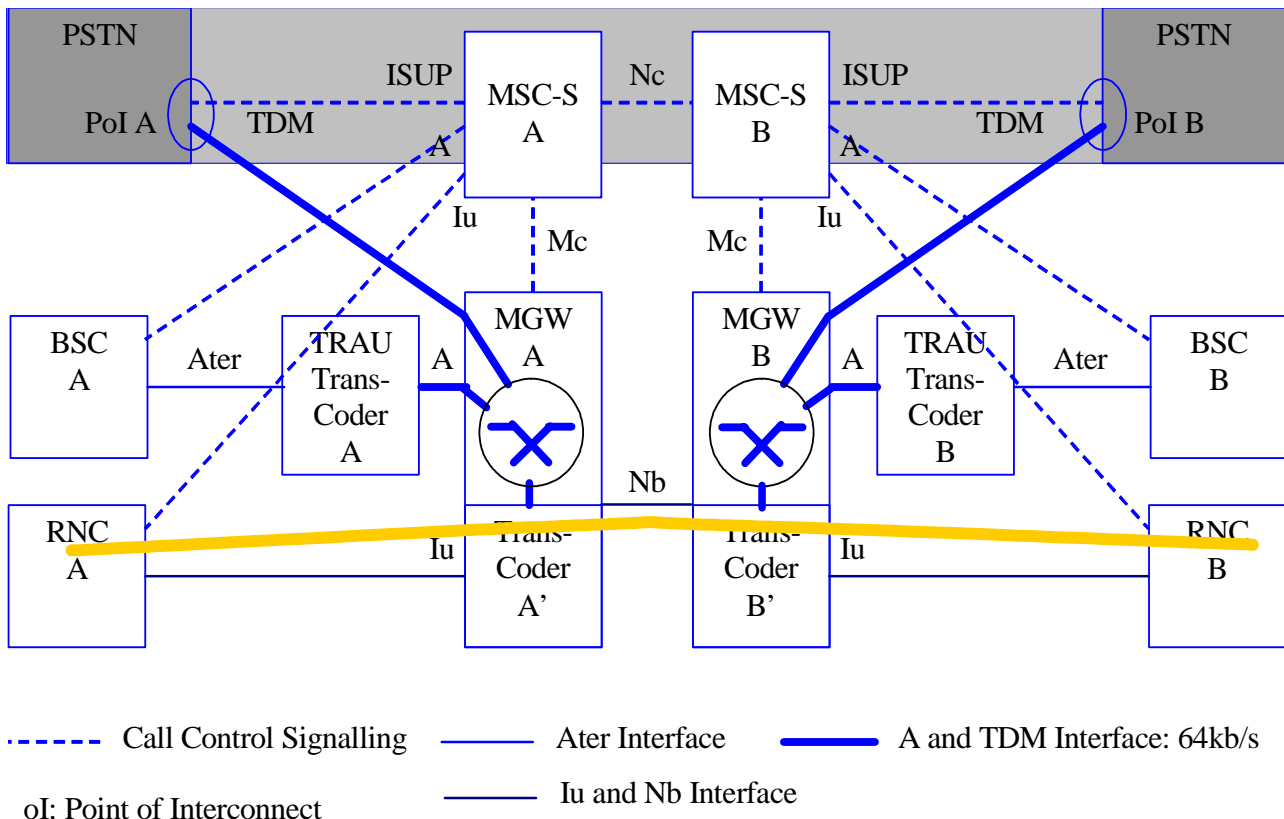 PSTN
PSTN
ISUP
Nc
ISUP
MSC-S
A
MSC-S
B
PoI A
TDM
TDM
PoI B
A
A
Iu
Iu
Mc
Mc
BSC
A
Ater
TRAU
Trans-
Coder
A
A
MGW
A
MGW
B
A
TRAU
Trans-
Coder
B
Ater
BSC
B
Nb
RNC
A
Iu
Trans-
Coder
A’
Trans-
Coder
B’
Iu
RNC
B
Call Control Signalling
Ater Interface
A and TDM Interface: 64kb/s
oI: Point of Interconnect
Iu and Nb Interface